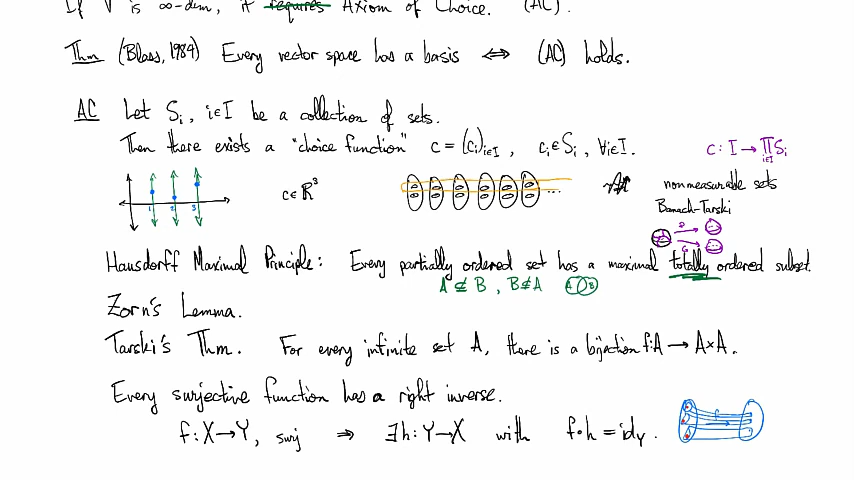 If V is ∞-dim, it requires Axiom of Choice. (AC).
Thm (Blass, 1984) Every vector space has a basis ⇔ (AC) holds.
AC Let Sᵢ, i∈I be a collection of sets.
Then there exists a "choice function" c = (cᵢ)ᵢ∈I, cᵢ∈Sᵢ, ∀i∈I.
c: I → ∏ Sᵢ
i∈I
1 2 3
c∈ℝ³
...
nonmeasurable sets
Banach-Tarski
Hausdorff Maximal Principle: Every partially ordered set has a maximal totally ordered subset.
A ⊄ B, B ⊄ A
A B
Zorn's Lemma.
Tarski's Thm. For every infinite set A, there is a bijection f: A → A×A.
Every surjective function has a right inverse.
f: X→Y, surj ⇒ ∃h: Y→X with f∘h = id_Y.
f